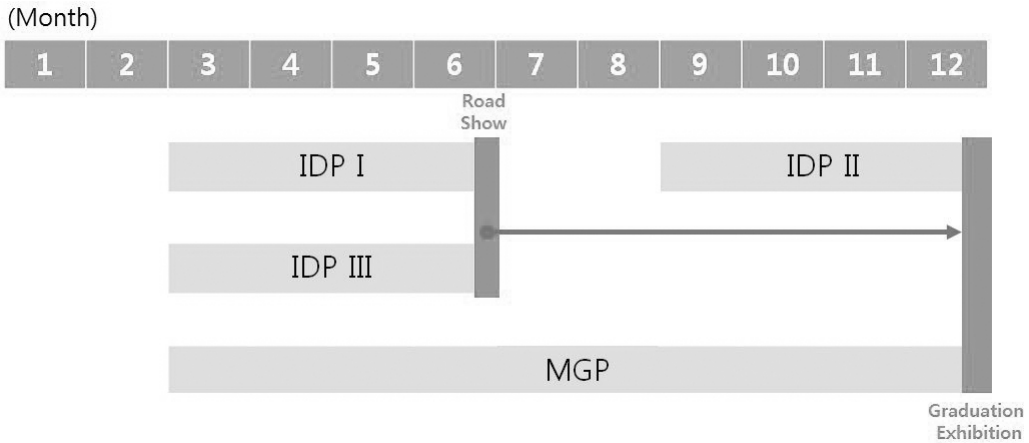 (Month)
1 2 3 4 5 6 7 8 9 10 11 12
Road
Show
IDP I
IDP II
IDP III
MGP
Graduation
Exhibition